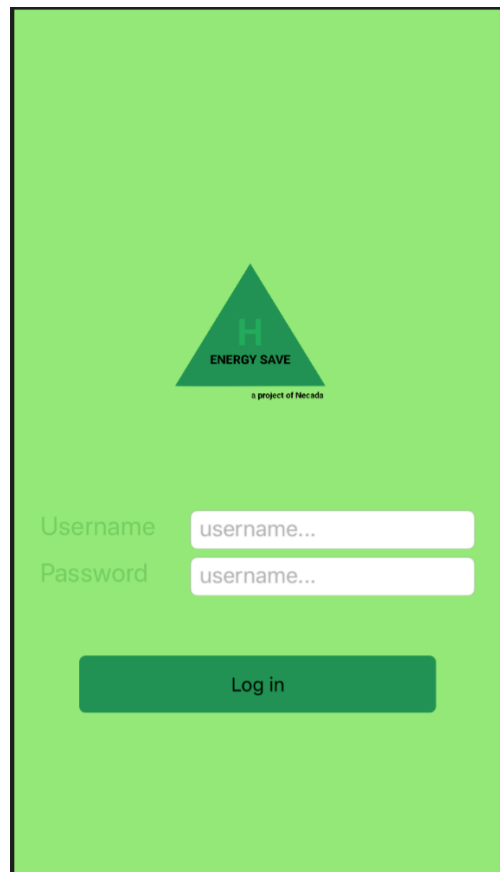 H
ENERGY SAVE
a project of Necada
Username username...
Password username...
Log in